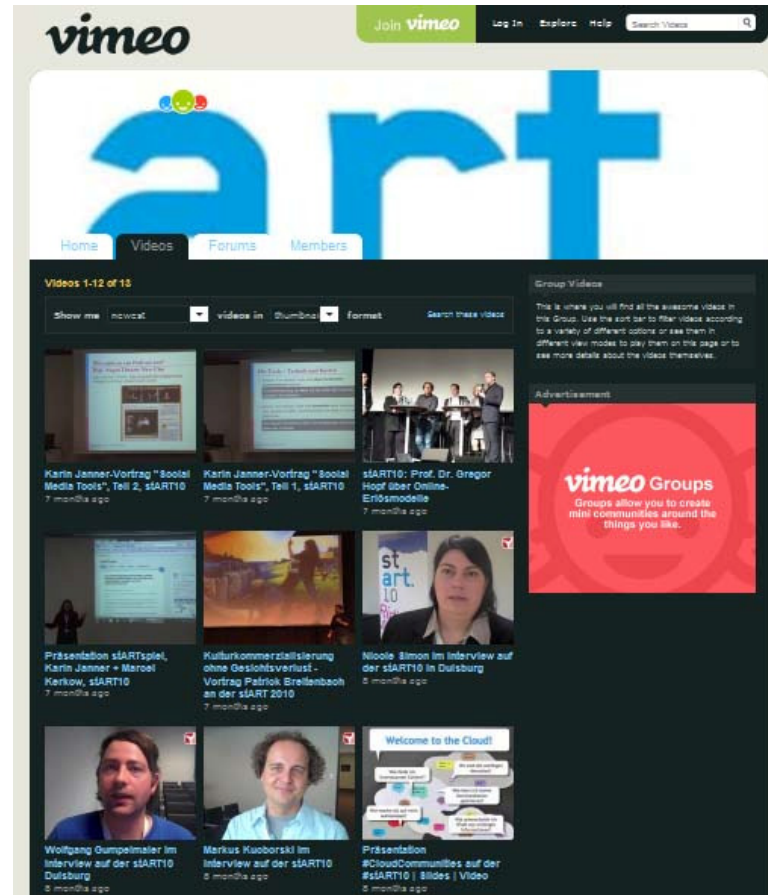 vimeo
Join vimeo
Log In Explore Help Search Videos
art
Home Videos Forums Members
Videos 1-12 of 13
Show me newest videos in thumbnail format Search these videos
Karin Janner-Vortrag "Social
Media Tools", Teil 2, stART10
7 months ago
Karin Janner-Vortrag "Social
Media Tools", Teil 1, stART10
7 months ago
stART10: Prof. Dr. Gregor
Hopf über Online-
Erlösmodelle
7 months ago
Präsentation stARTspiel,
Karin Janner + Marcel
Kerkow, stART10
7 months ago
Kulturkommerzialisierung
ohne Gesichtsverlust -
Vortrag Patrick Breitenbach
an der stART 2010
7 months ago
st
art.
10
Nicole Simon im Interview auf
der stART10 in Duisburg
8 months ago
Wolfgang Gumpelmaier im
Interview auf der stART10
Duisburg
8 months ago
Markus Kucborski im
Interview auf der stART10
8 months ago
Welcome to the Cloud!
Präsentation
#CloudCommunities auf der
#stART10 | Slides | Video
8 months ago
Group Videos
This is where you will find all the awesome videos in
this Group. Use the sort bar to filter videos according
to a variety of different options or see them in
different view modes to play them on this page or to
see more details about the videos themselves.
Advertisement
vimeo Groups
Groups allow you to create
mini communities around the
things you like.